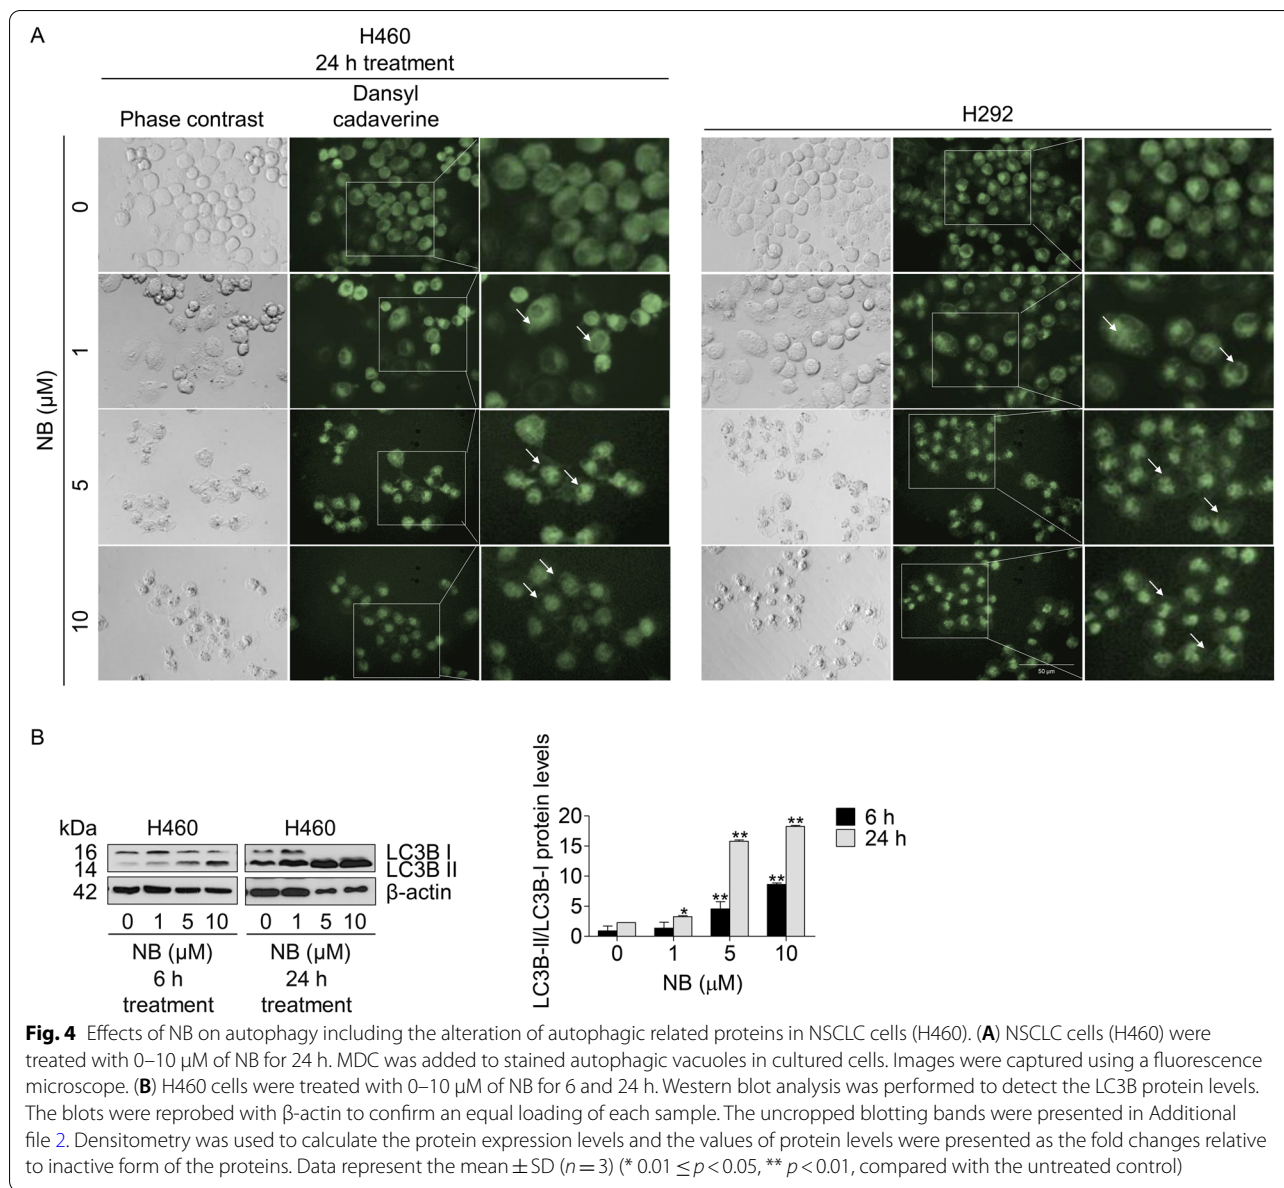 A
H460
24 h treatment
Phase contrast
Dansyl
cadaverine
H292
NB (µM)
0
1
5
10
50 µm
B
kDa
H460
H460
16
14
42
LC3B I
LC3B II
β-actin
0 1 5 10
0 1 5 10
NB (µM)
6 h
treatment
NB (µM)
24 h
treatment
LC3B-II/LC3B-I protein levels
20
15
10
5
0
*
**
**
**
**
0 1 5 10
NB (µM)
6 h
24 h
Fig. 4 Effects of NB on autophagy including the alteration of autophagic related proteins in NSCLC cells (H460). (A) NSCLC cells (H460) were
treated with 0–10 µM of NB for 24 h. MDC was added to stained autophagic vacuoles in cultured cells. Images were captured using a fluorescence
microscope. (B) H460 cells were treated with 0–10 µM of NB for 6 and 24 h. Western blot analysis was performed to detect the LC3B protein levels.
The blots were reprobed with β-actin to confirm an equal loading of each sample. The uncropped blotting bands were presented in Additional
file 2. Densitometry was used to calculate the protein expression levels and the values of protein levels were presented as the fold changes relative
to inactive form of the proteins. Data represent the mean ± SD (n = 3) (* 0.01 ≤ p < 0.05, ** p < 0.01, compared with the untreated control)